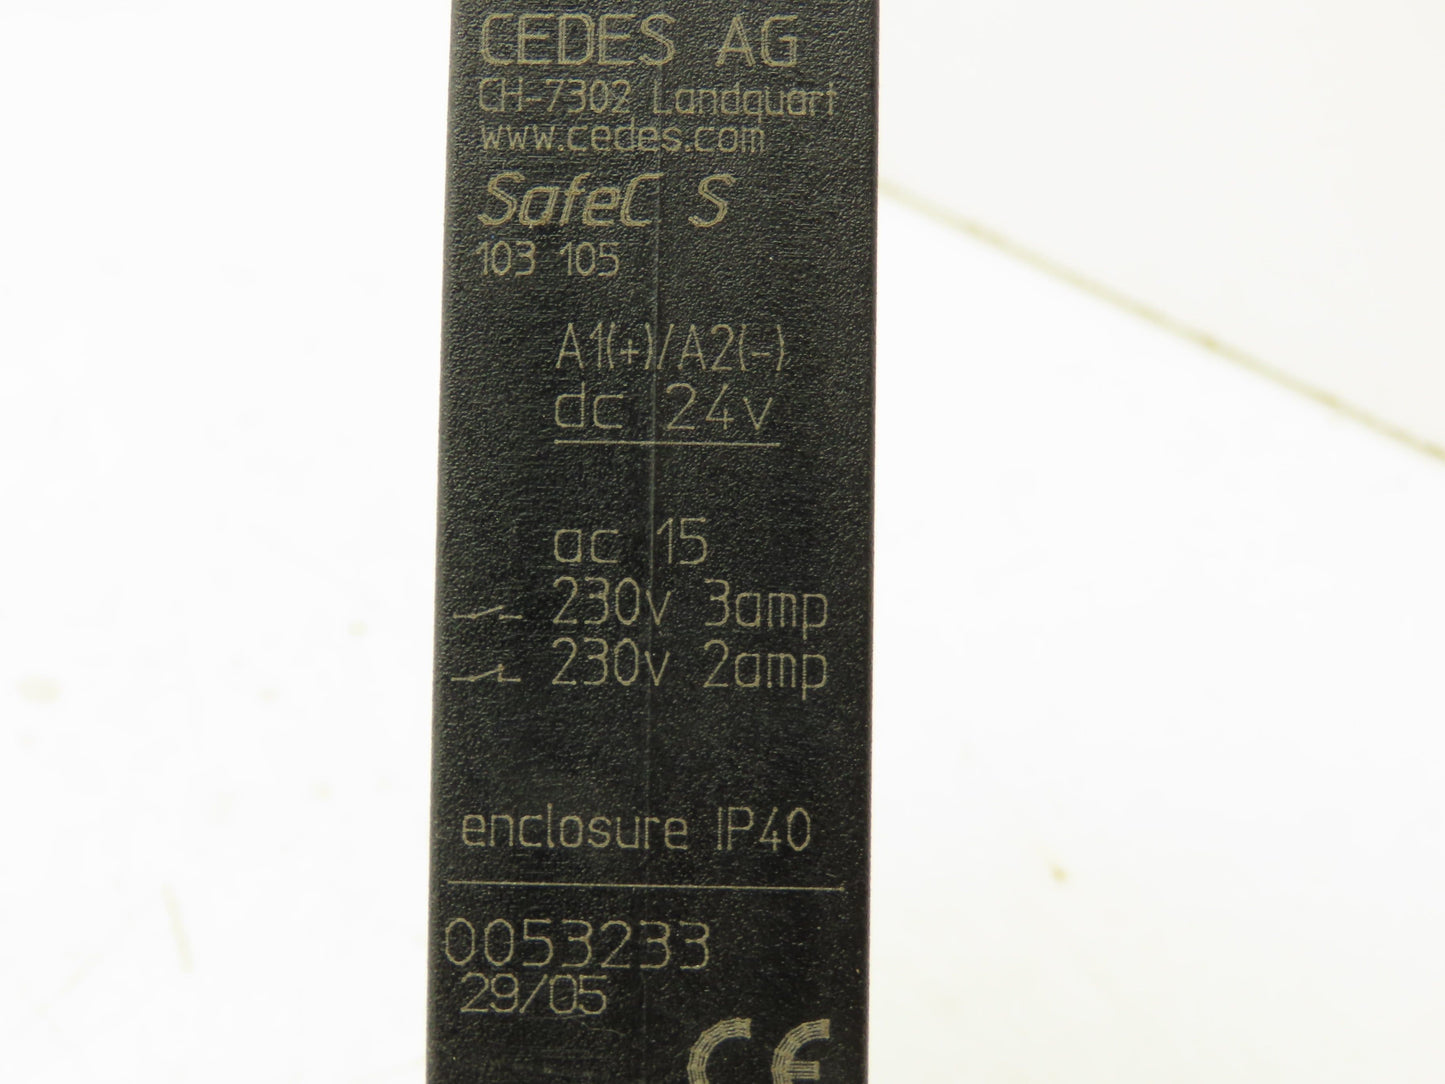 CEDES AG
CH-7302 Landquart
www.cedes.com
SafeC S
103 105
A1(+)/A2(-)
dc 24v
ac 15
230v 3amp
230v 2amp
enclosure IP40
0053233
29/05
CE